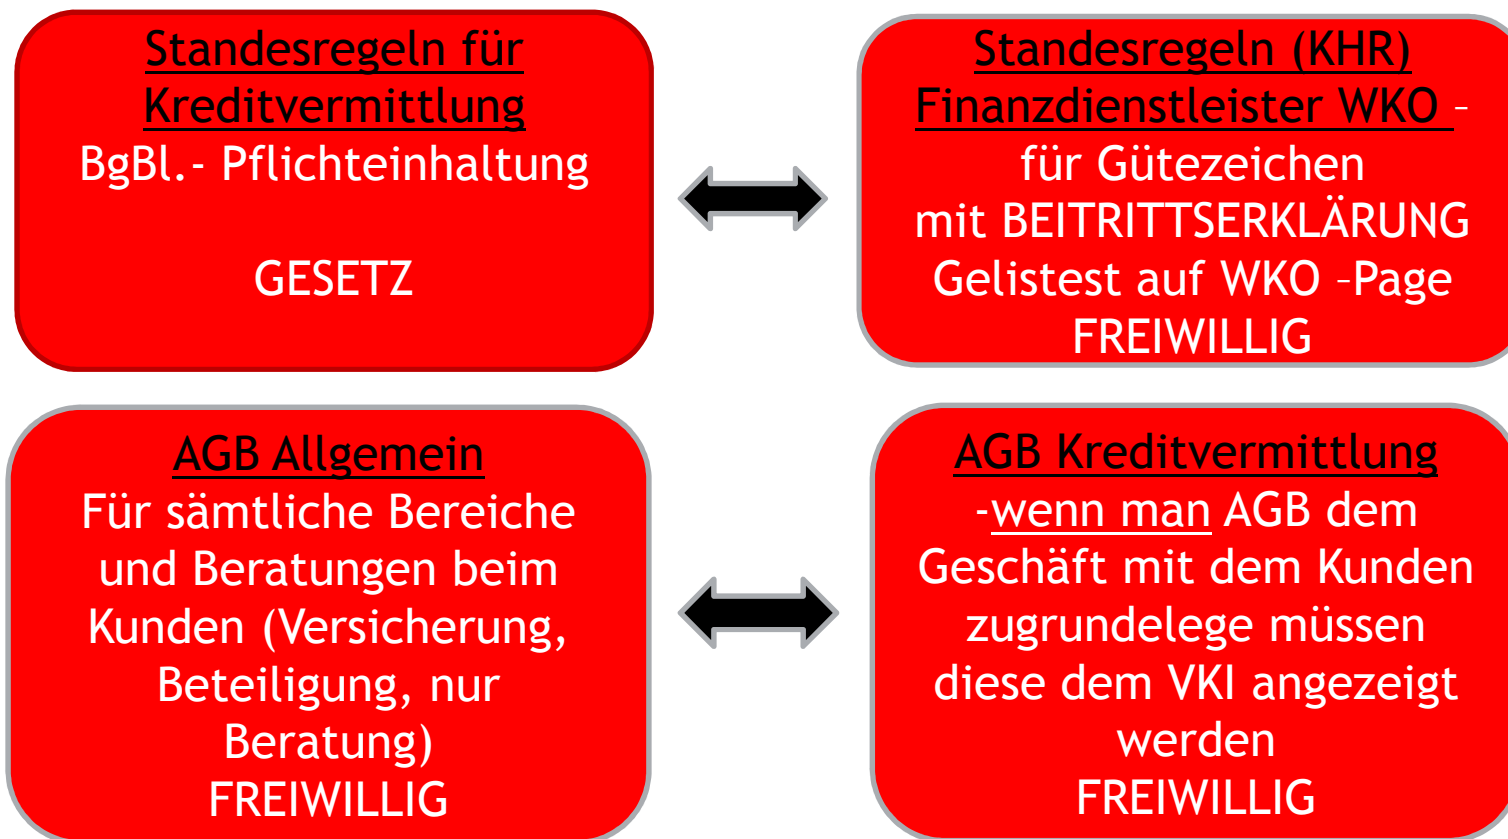 Standesregeln für
Kreditvermittlung
BgBl.- Pflichteinhaltung
GESETZ
Standesregeln (KHR)
Finanzdienstleister WKO –
für Gütezeichen
mit BEITRITTSERKLÄRUNG
Gelistest auf WKO –Page
FREIWILLIG
AGB Allgemein
Für sämtliche Bereiche
und Beratungen beim
Kunden (Versicherung,
Beteiligung, nur
Beratung)
FREIWILLIG
AGB Kreditvermittlung
-wenn man AGB dem
Geschäft mit dem Kunden
zugrundelege müssen
diese dem VKI angezeigt
werden
FREIWILLIG